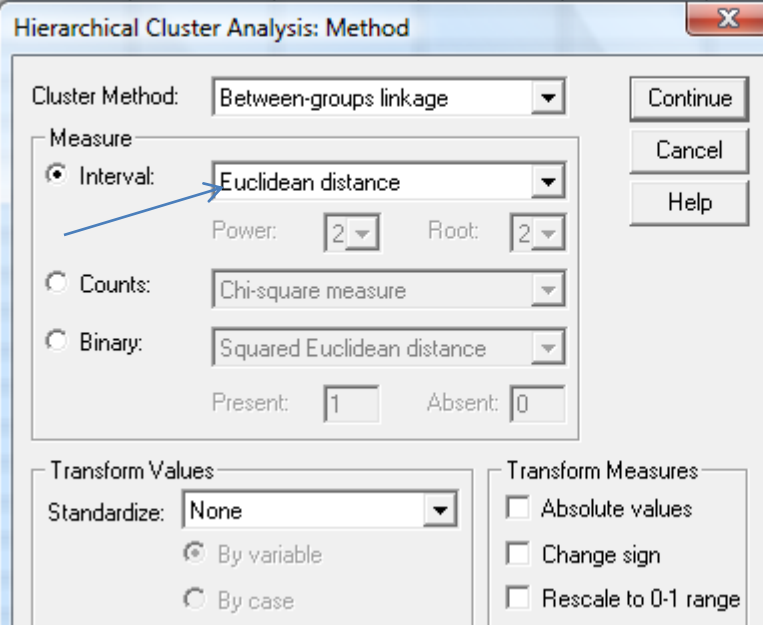 Hierarchical Cluster Analysis: Method
Cluster Method: Between-groups linkage Continue
Measure Cancel
Interval: Euclidean distance Help
Power: 2 Root: 2
Counts: Chi-square measure
Binary: Squared Euclidean distance
Present: 1 Absent: 0
Transform Values Transform Measures
Standardize: None Absolute values
By variable Change sign
By case Rescale to 0-1 range